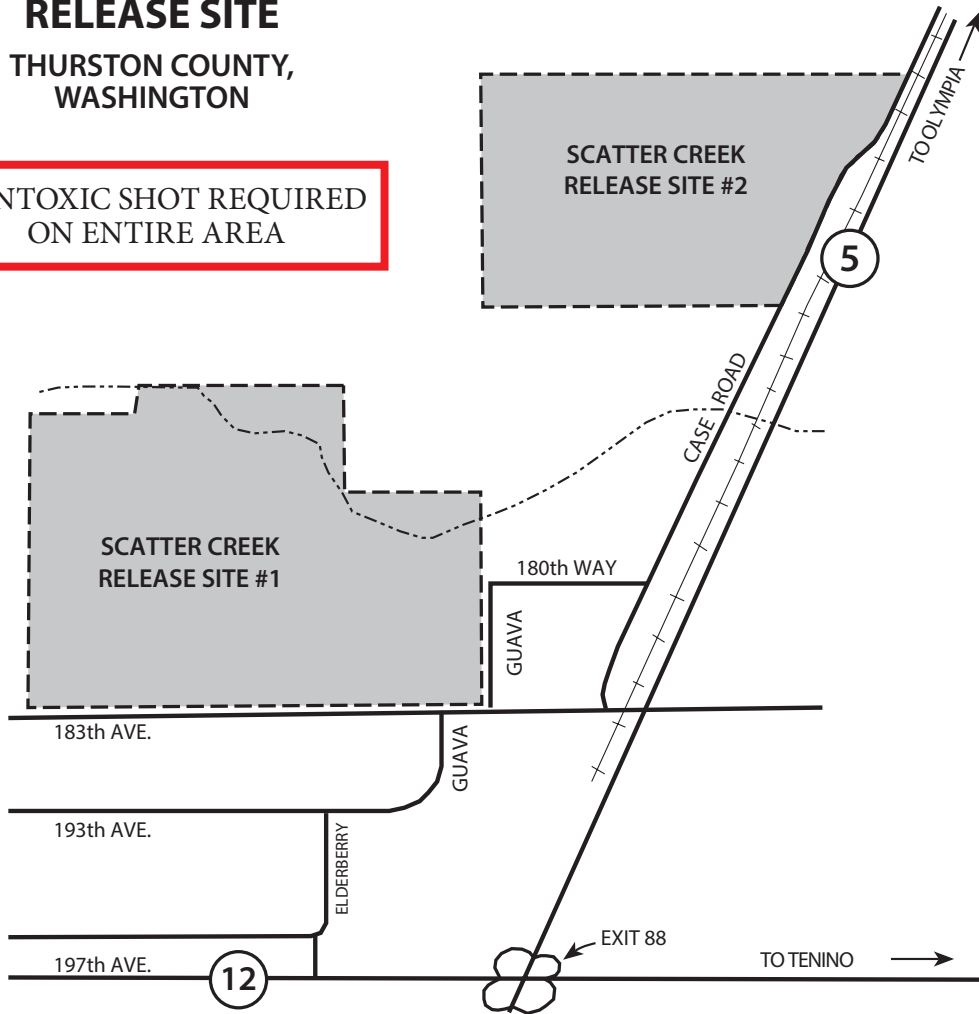 RELEASE SITE
THURSTON COUNTY,
WASHINGTON
NTOXIC SHOT REQUIRED
ON ENTIRE AREA
SCATTER CREEK
RELEASE SITE #2
TO OLYMPIA
5
CASE ROAD
SCATTER CREEK
RELEASE SITE #1
180th WAY
GUAVA
183th AVE.
GUAVA
193th AVE.
ELDERBERRY
EXIT 88
197th AVE.
12
TO TENINO